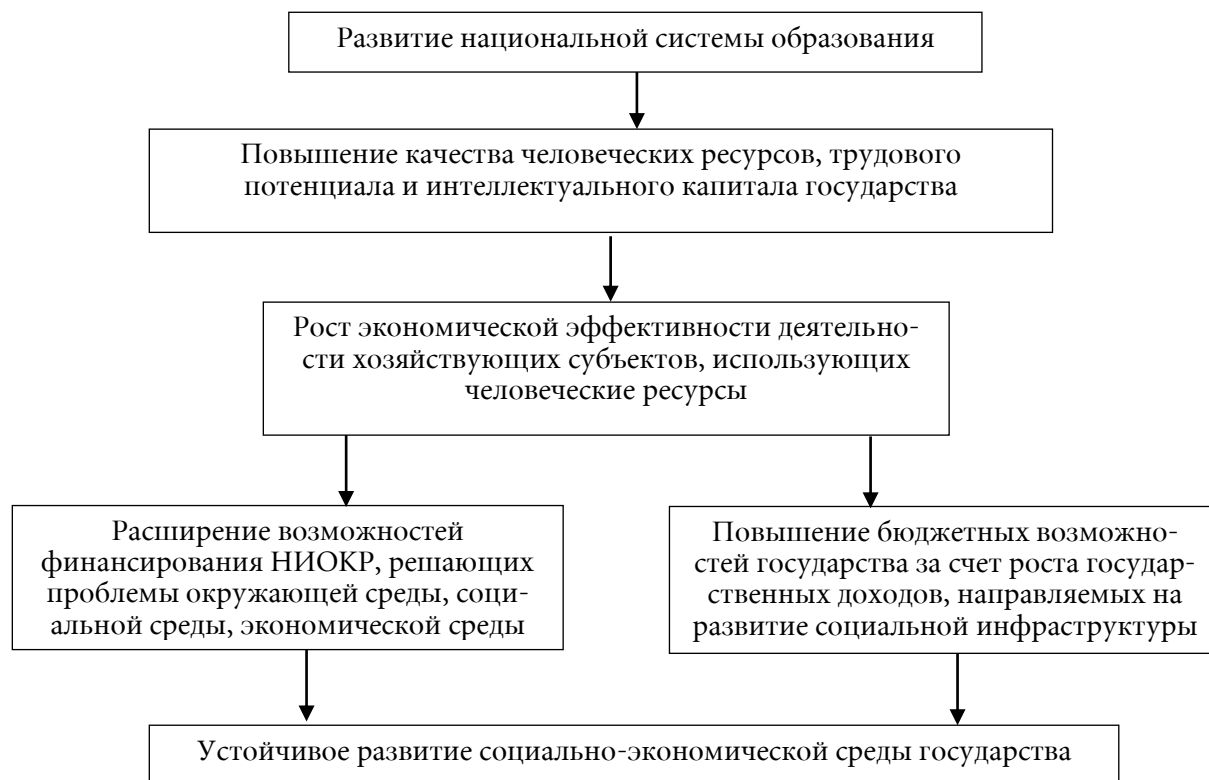 Развитие национальной системы образования
Повышение качества человеческих ресурсов, трудового
потенциала и интеллектуального капитала государства
Рост экономической эффективности деятельно-
сти хозяйствующих субъектов, использующих
человеческие ресурсы
Расширение возможностей
финансирования НИОКР, решающих
проблемы окружающей среды, соци-
альной среды, экономической среды
Повышение бюджетных возможно-
стей государства за счет роста государ-
ственных доходов, направляемых на
развитие социальной инфраструктуры
Устойчивое развитие социально-экономической среды государства